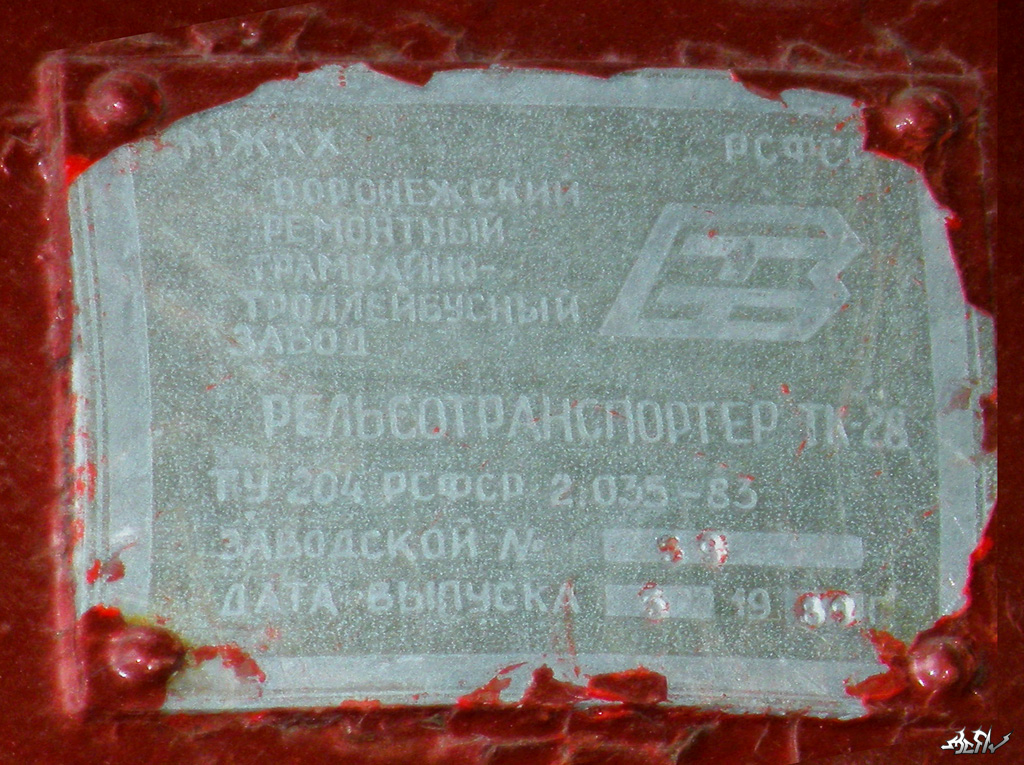 МЖКХ РСФСР
ВОРОНЕЖСКИЙ
РЕМОНТНЫЙ
ТРАМВАЙНО-
ТРОЛЛЕЙБУСНЫЙ
ЗАВОД
РЕЛЬСОТРАНСПОРТЕР ТК-28
ТУ 204 РСФСР 2.035-83
ЗАВОДСКОЙ №
ДАТА ВЫПУСКА 19